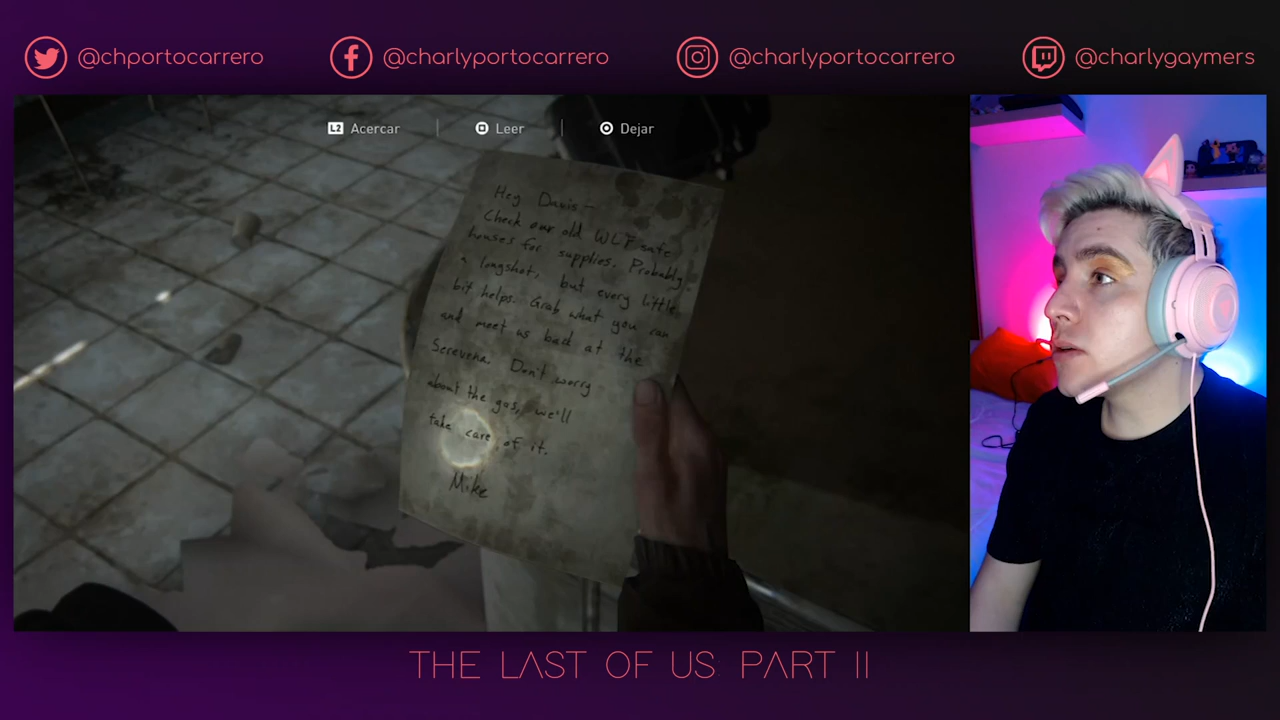 @chportocarrero
@charlyportocarrero
@charlyportocarrero
@charlygaymers
L2 Acercar
Leer
Dejar
Hey Davis-
Check our old WLF safe
houses for supplies. Probably
a longshot, but every little
bit helps. Grab what you can
and meet us back at the
Serevena. Don't worry
about the gas, we'll
take care of it.
Mike
THE LAST OF US PART II